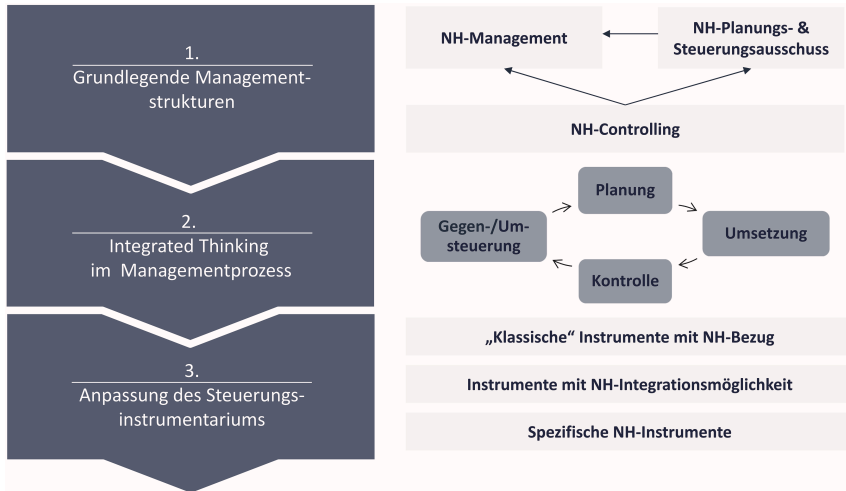 1.
Grundlegende Management-
strukturen
NH-Management
NH-Planungs- &
Steuerungsausschuss
NH-Controlling
2.
Integrated Thinking
im Managementprozess
Planung
Gegen-/Um-
steuerung
Umsetzung
Kontrolle
3.
Anpassung des Steuerungs-
instrumentariums
„Klassische“ Instrumente mit NH-Bezug
Instrumente mit NH-Integrationsmöglichkeit
Spezifische NH-Instrumente